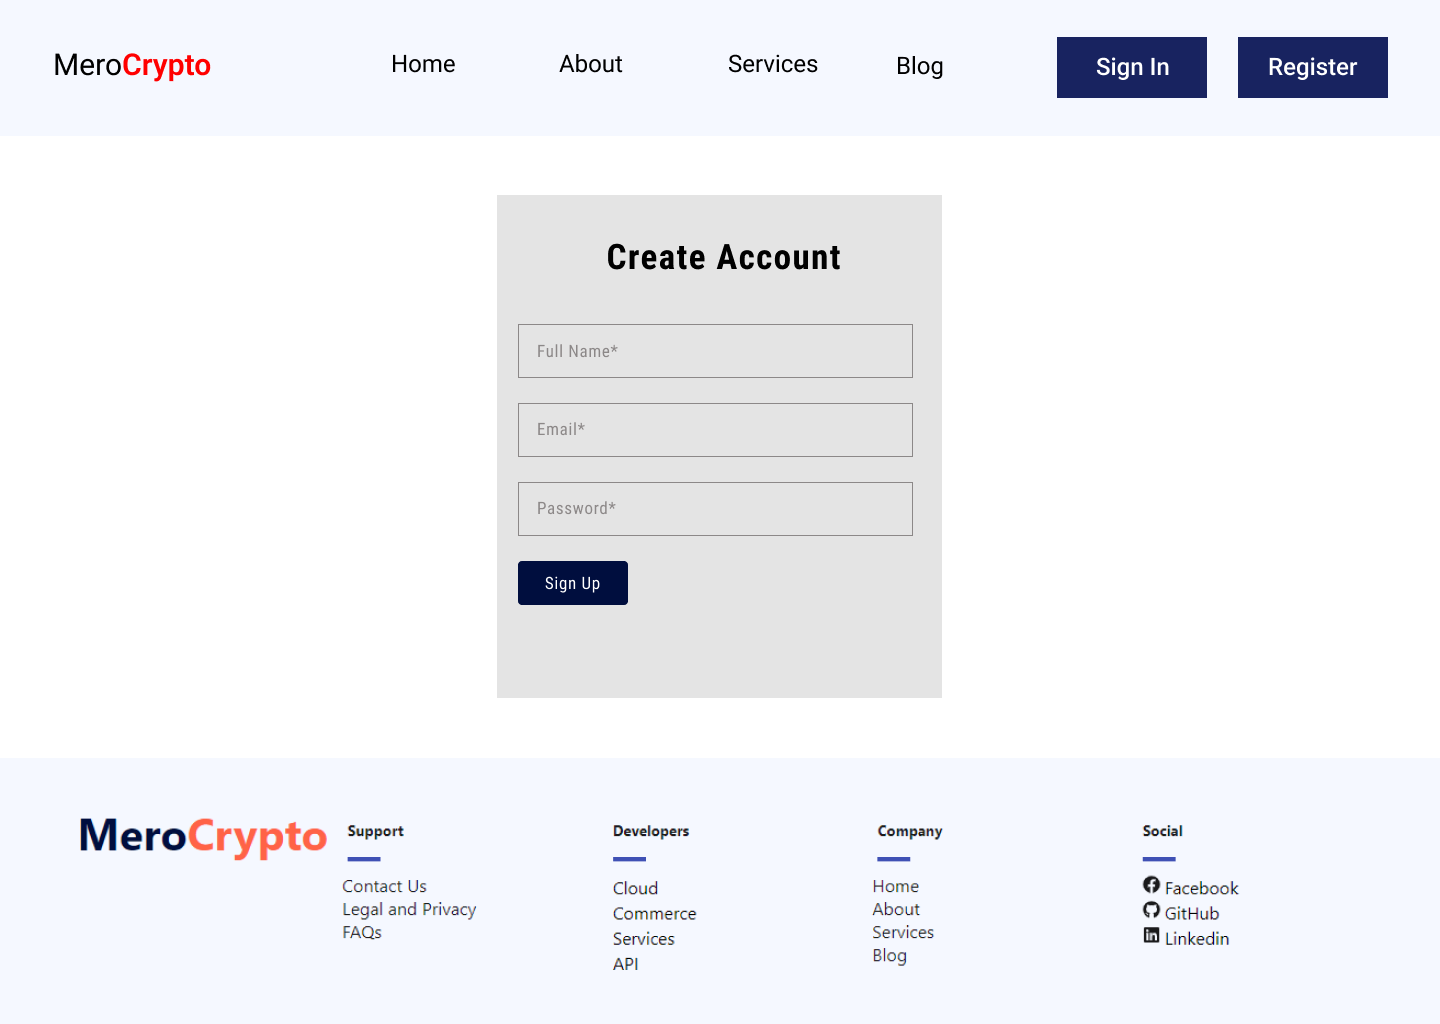 MeroCrypto
Home
About
Services
Blog
Sign In
Register
Create Account
Full Name*
Email*
Password*
Sign Up
MeroCrypto
Support
Contact Us
Legal and Privacy
FAQs
Developers
Cloud
Commerce
Services
API
Company
Home
About
Services
Blog
Social
Facebook
GitHub
Linkedin